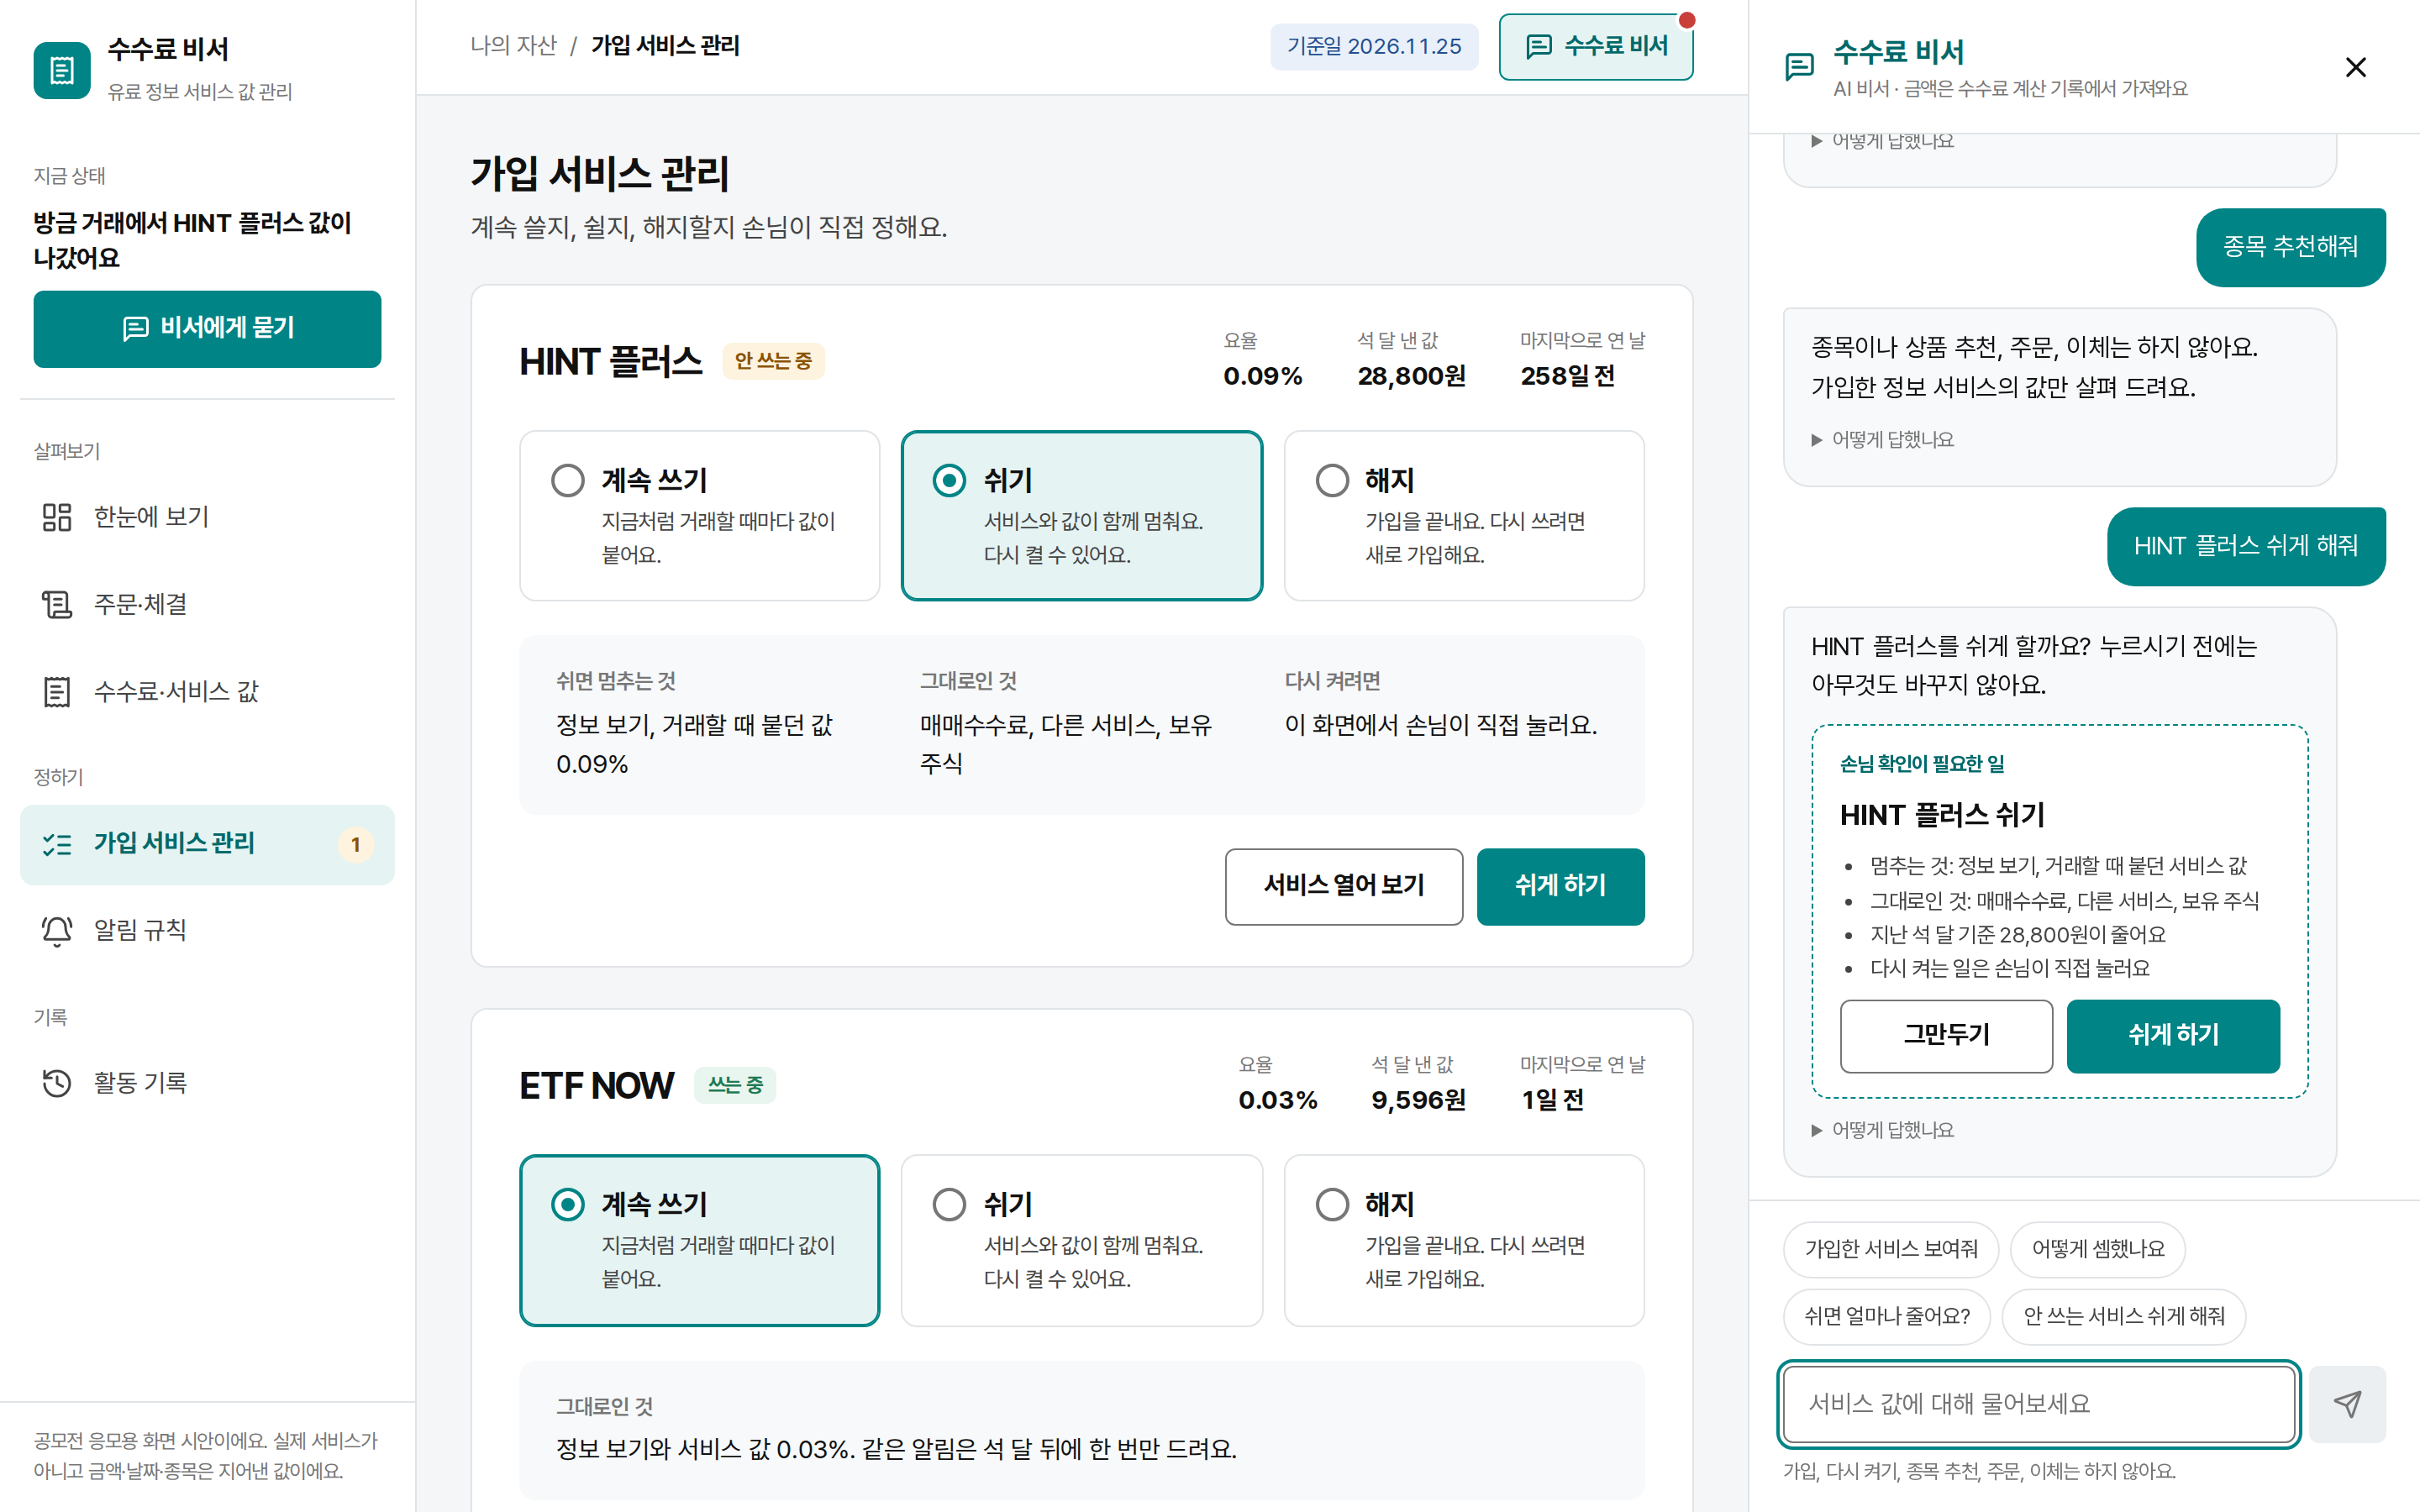 수수료 비서
유료 정보 서비스 값 관리
지금 상태
방금 거래에서 HINT 플러스 값이
나갔어요
비서에게 묻기
살펴보기
한눈에 보기
주문·체결
수수료·서비스 값
정하기
가입 서비스 관리
1
알림 규칙
기록
활동 기록
공모전 응모용 화면 시안이에요. 실제 서비스가
아니고 금액·날짜·종목은 지어낸 값이에요.
나의 자산 / 가입 서비스 관리
기준일 2026.11.25
수수료 비서
가입 서비스 관리
계속 쓸지, 쉴지, 해지할지 손님이 직접 정해요.
HINT 플러스
안 쓰는 중
요율
0.09%
석 달 낸 값
28,800원
마지막으로 연 날
258일 전
계속 쓰기
지금처럼 거래할 때마다 값이
붙어요.
쉬기
서비스와 값이 함께 멈춰요.
다시 켤 수 있어요.
해지
가입을 끝내요. 다시 쓰려면
새로 가입해요.
쉬면 멈추는 것
정보 보기, 거래할 때 붙던 값
0.09%
그대로인 것
매매수수료, 다른 서비스, 보유
주식
다시 켜려면
이 화면에서 손님이 직접 눌러요.
서비스 열어 보기
쉬게 하기
ETF NOW
쓰는 중
요율
0.03%
석 달 낸 값
9,596원
마지막으로 연 날
1일 전
계속 쓰기
지금처럼 거래할 때마다 값이
붙어요.
쉬기
서비스와 값이 함께 멈춰요.
다시 켤 수 있어요.
해지
가입을 끝내요. 다시 쓰려면
새로 가입해요.
그대로인 것
정보 보기와 서비스 값 0.03%. 같은 알림은 석 달 뒤에 한 번만 드려요.
수수료 비서
AI 비서 · 금액은 수수료 계산 기록에서 가져와요
어떻게 답했나요
종목 추천해줘
종목이나 상품 추천, 주문, 이체는 하지 않아요.
가입한 정보 서비스의 값만 살펴 드려요.
어떻게 답했나요
HINT 플러스 쉬게 해줘
HINT 플러스를 쉬게 할까요? 누르시기 전에는
아무것도 바꾸지 않아요.
손님 확인이 필요한 일
HINT 플러스 쉬기
• 멈추는 것: 정보 보기, 거래할 때 붙던 서비스 값
• 그대로인 것: 매매수수료, 다른 서비스, 보유 주식
• 지난 석 달 기준 28,800원이 줄어요
• 다시 켜는 일은 손님이 직접 눌러요
그만두기
쉬게 하기
어떻게 답했나요
가입한 서비스 보여줘
어떻게 셈했나요
쉬면 얼마나 줄어요?
안 쓰는 서비스 쉬게 해줘
서비스 값에 대해 물어보세요
가입, 다시 켜기, 종목 추천, 주문, 이체는 하지 않아요.